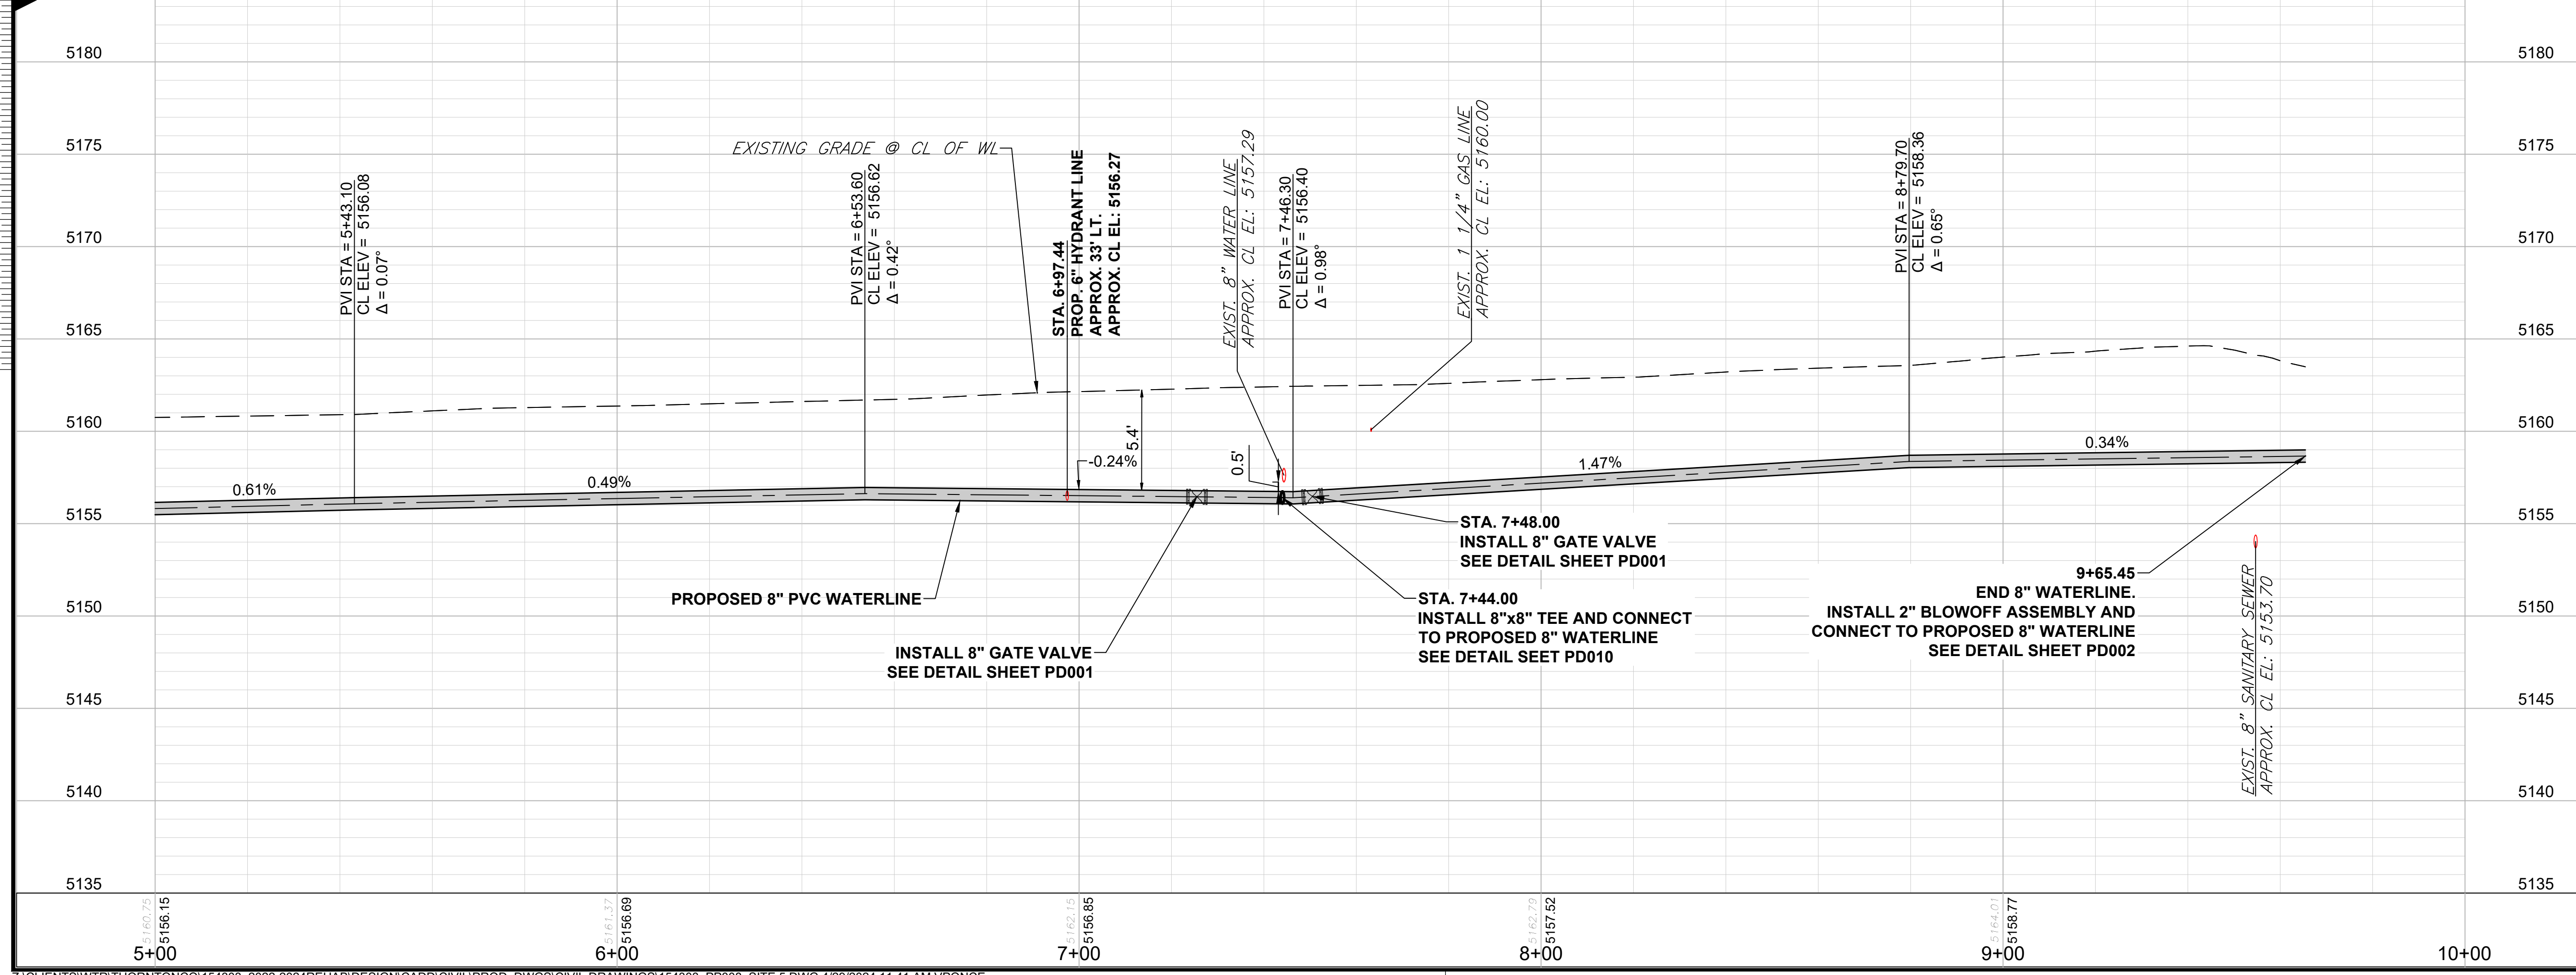 5180
5175
5170
5165
5160
5155
5150
5145
5140
5135
5180
5175
5170
5165
5160
5155
5150
5145
5140
5135
PVI STA = 5+43.10
CL ELEV = 5156.08
Δ = 0.07°
EXISTING GRADE @ CL OF WL
PVI STA = 6+53.60
CL ELEV = 5156.62
Δ = 0.42°
STA. 6+97.44
PROP. 6" HYDRANT LINE
APPROX. 33' LT.
APPROX. CL EL: 5156.27
EXIST. 8" WATER LINE
APPROX. CL EL: 5157.29
PVI STA = 7+46.30
CL ELEV = 5156.40
Δ = 0.98°
EXIST. 1 1/4" GAS LINE
APPROX. CL EL: 5160.00
PVI STA = 8+79.70
CL ELEV = 5158.36
Δ = 0.65°
0.61%
0.49%
-0.24%
5.4'
0.5'
1.47%
0.34%
PROPOSED 8" PVC WATERLINE
INSTALL 8" GATE VALVE
SEE DETAIL SHEET PD001
STA. 7+48.00
INSTALL 8" GATE VALVE
SEE DETAIL SHEET PD001
STA. 7+44.00
INSTALL 8"x8" TEE AND CONNECT
TO PROPOSED 8" WATERLINE
SEE DETAIL SEET PD010
9+65.45
END 8" WATERLINE.
INSTALL 2" BLOWOFF ASSEMBLY AND
CONNECT TO PROPOSED 8" WATERLINE
SEE DETAIL SHEET PD002
EXIST. 8" SANITARY SEWER
APPROX. CL EL: 5153.70
5160.75
5156.15
5161.37
5156.69
5162.15
5156.85
5162.79
5157.52
5164.01
5158.77
5+00
6+00
7+00
8+00
9+00
10+00